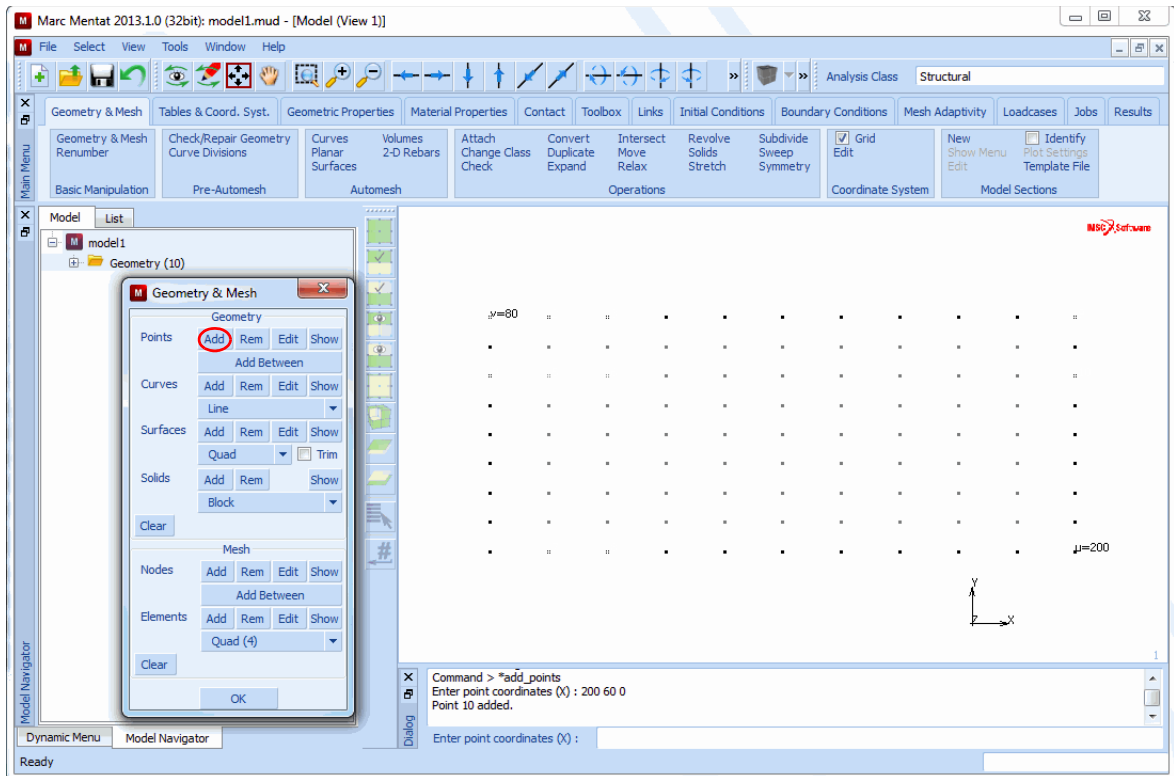 Marc Mentat 2013.1.0 (32bit): model1.mud - [Model (View 1)]
File Select View Tools Window Help
» » Analysis Class Structural
Geometry & Mesh Tables & Coord. Syst. Geometric Properties Material Properties Contact Toolbox Links Initial Conditions Boundary Conditions Mesh Adaptivity Loadcases Jobs Results
Main Menu
Geometry & Mesh Check/Repair Geometry Curves Volumes Attach Convert Intersect Revolve Subdivide Grid New Identify
Renumber Curve Divisions Planar 2-D Rebars Change Class Duplicate Move Solids Sweep Edit Show Menu Plot Settings
Surfaces Check Expand Relax Stretch Symmetry Edit Template File
Basic Manipulation Pre-Automesh Automesh Operations Coordinate System Model Sections
Model List
model1
Geometry (10)
MSC Software
Geometry & Mesh
Geometry
Points Add Rem Edit Show
Add Between
Curves Add Rem Edit Show
Line
Surfaces Add Rem Edit Show
Quad Trim
Solids Add Rem Show
Block
Clear
Mesh
Nodes Add Rem Edit Show
Add Between
Elements Add Rem Edit Show
Quad (4)
Clear
OK
v=80
u=200
Y
Z X
1
Model Navigator
Command > *add_points
Enter point coordinates (X) : 200 60 0
Point 10 added.
Dialog
Enter point coordinates (X) :
Dynamic Menu Model Navigator
Ready